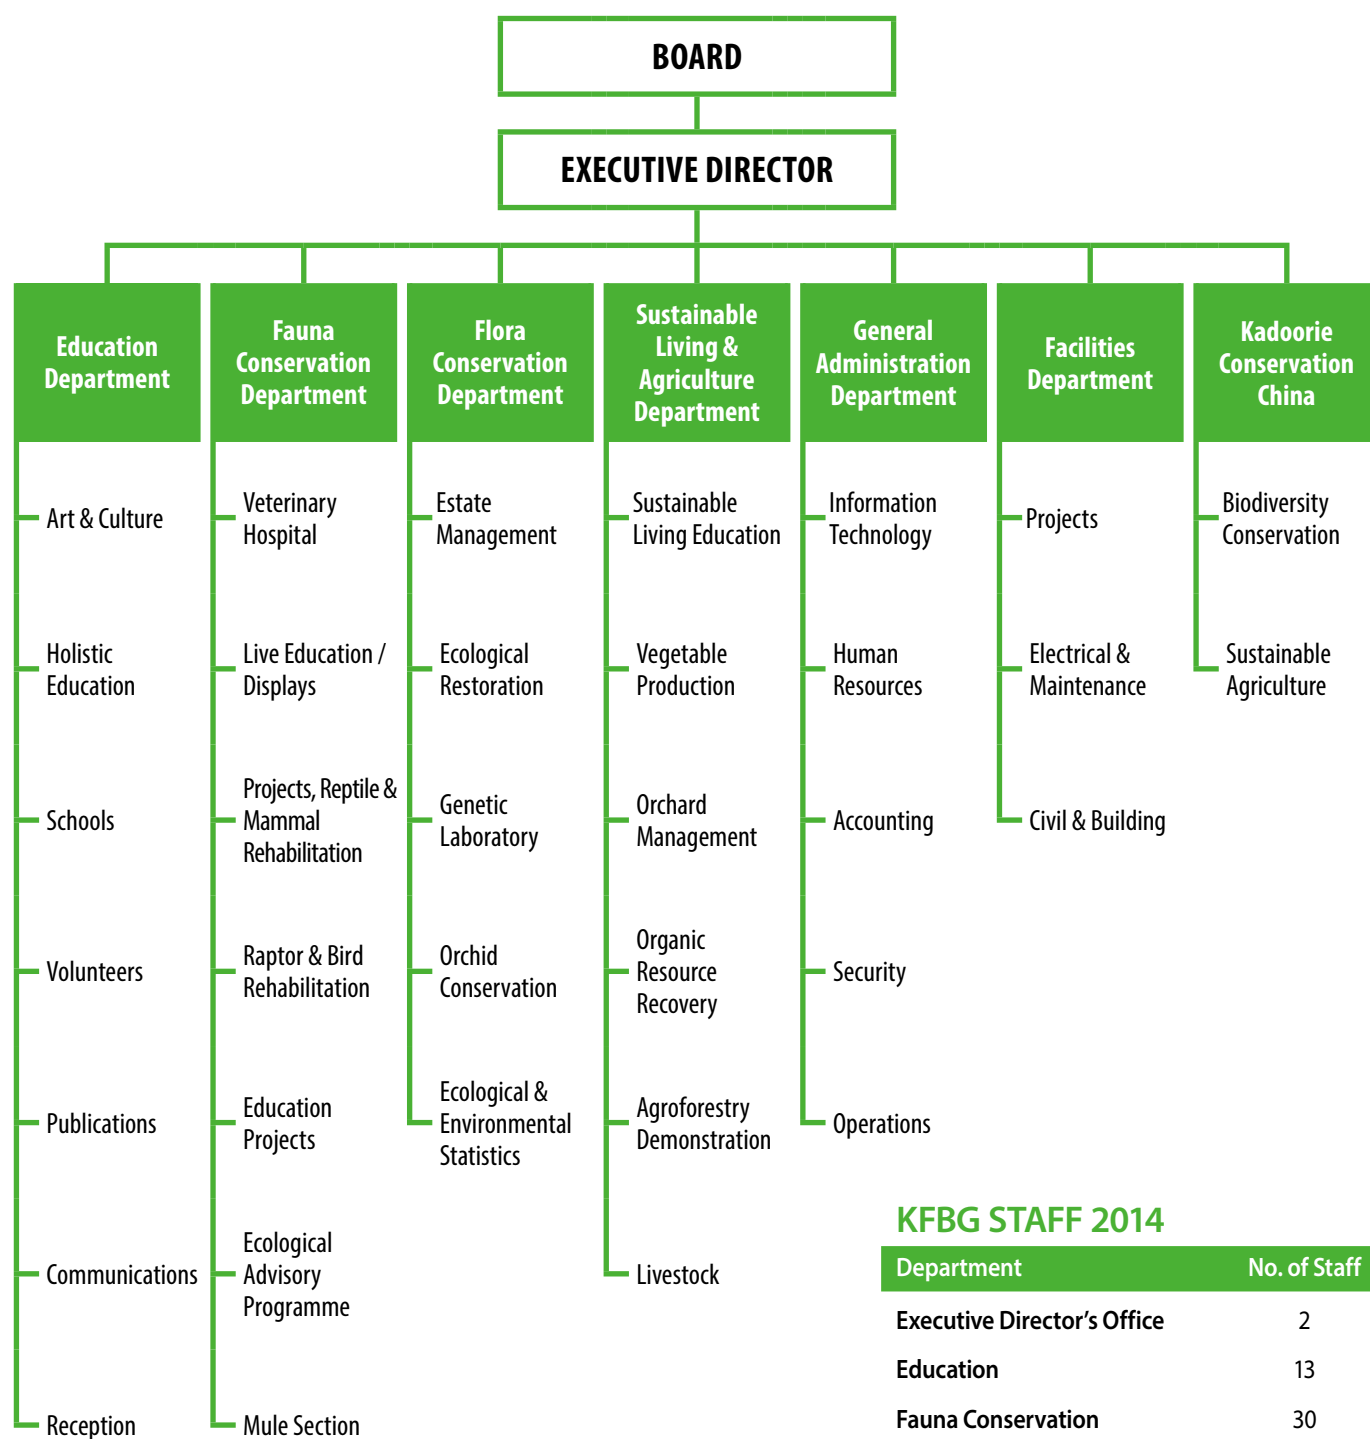 BOARD
EXECUTIVE DIRECTOR
Education
Department
Fauna
Conservation
Department
Flora
Conservation
Department
Sustainable
Living &
Agriculture
Department
General
Administration
Department
Facilities
Department
Kadoorie
Conservation
China
Art & Culture
Holistic
Education
Schools
Volunteers
Publications
Communications
Reception
Veterinary
Hospital
Live Education /
Displays
Projects, Reptile &
Mammal
Rehabilitation
Raptor & Bird
Rehabilitation
Education
Projects
Ecological
Advisory
Programme
Mule Section
Estate
Management
Ecological
Restoration
Genetic
Laboratory
Orchid
Conservation
Ecological &
Environmental
Statistics
Sustainable
Living Education
Vegetable
Production
Orchard
Management
Organic
Resource
Recovery
Agroforestry
Demonstration
Livestock
Information
Technology
Human
Resources
Accounting
Security
Operations
Projects
Electrical &
Maintenance
Civil & Building
Biodiversity
Conservation
Sustainable
Agriculture
KFBG STAFF 2014
Department No. of Staff
Executive Director’s Office 2
Education 13
Fauna Conservation 30